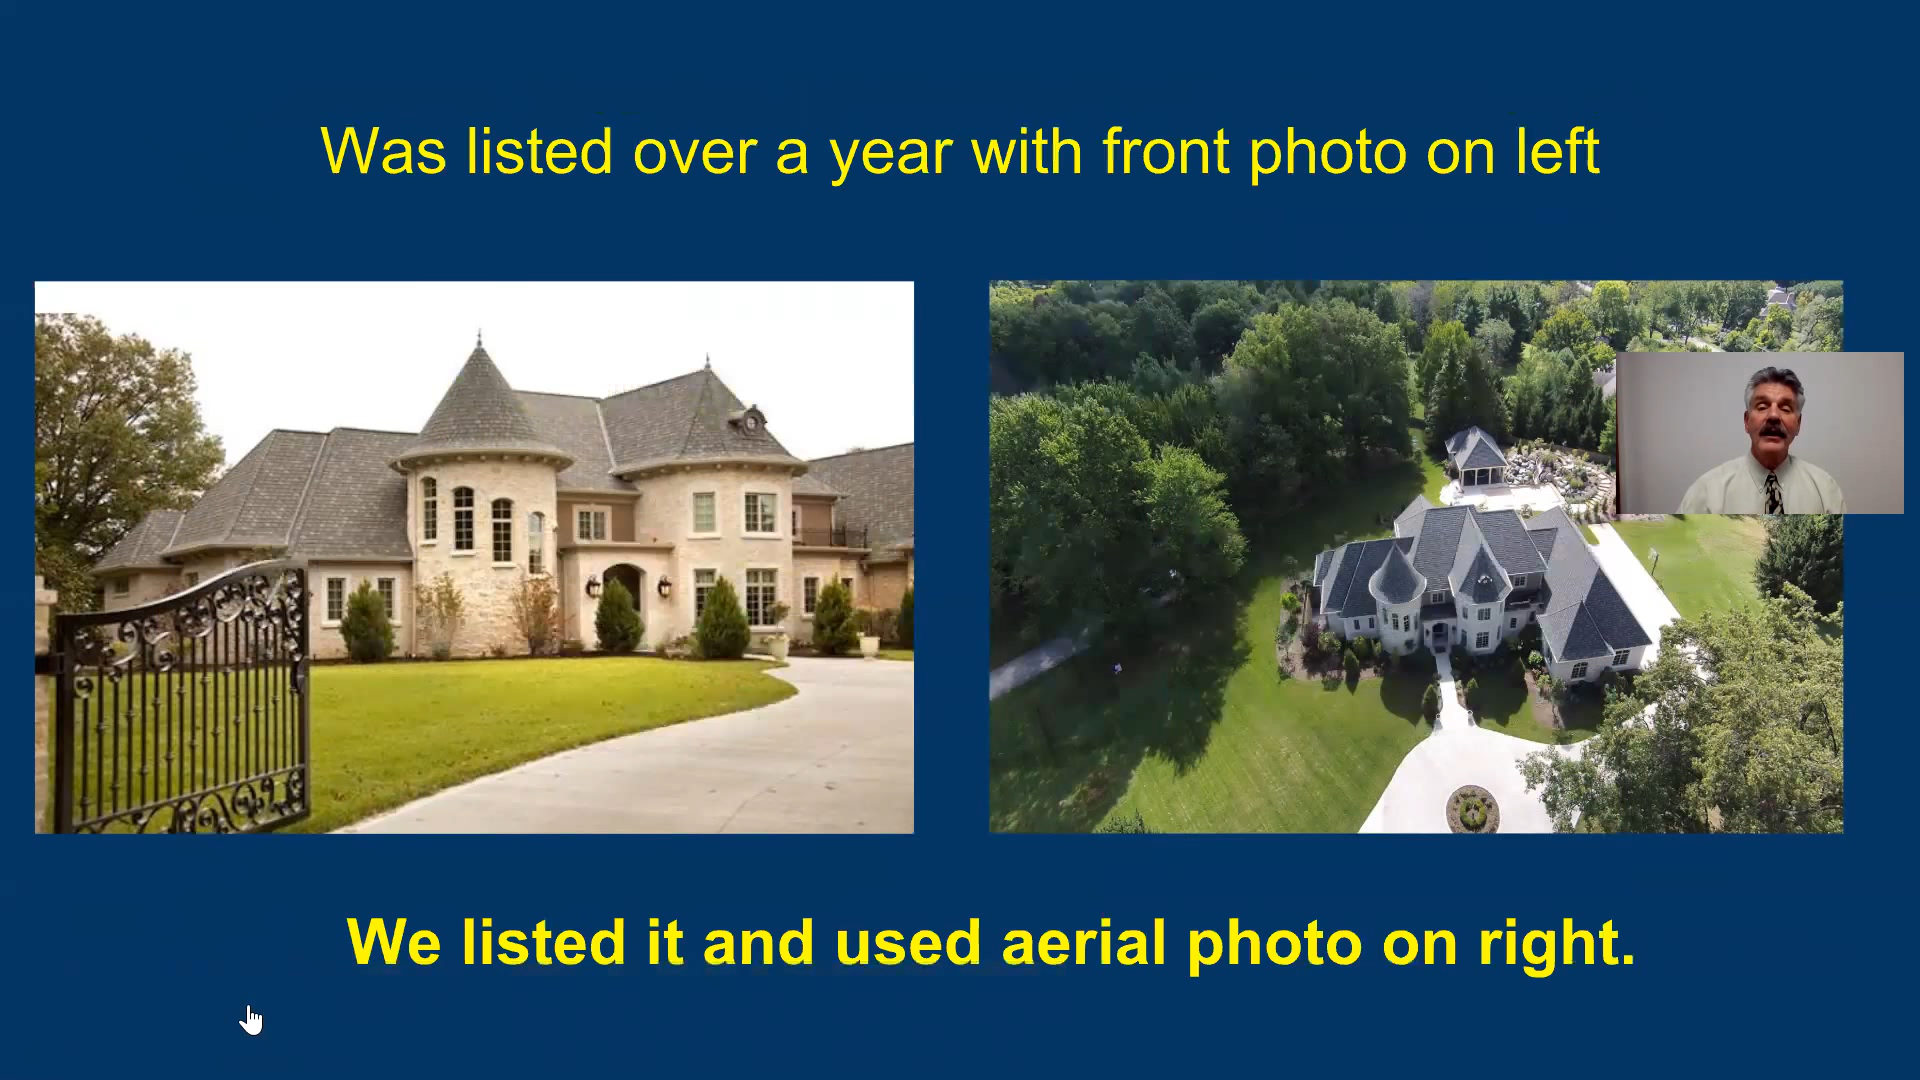 Was listed over a year with front photo on left
We listed it and used aerial photo on right.